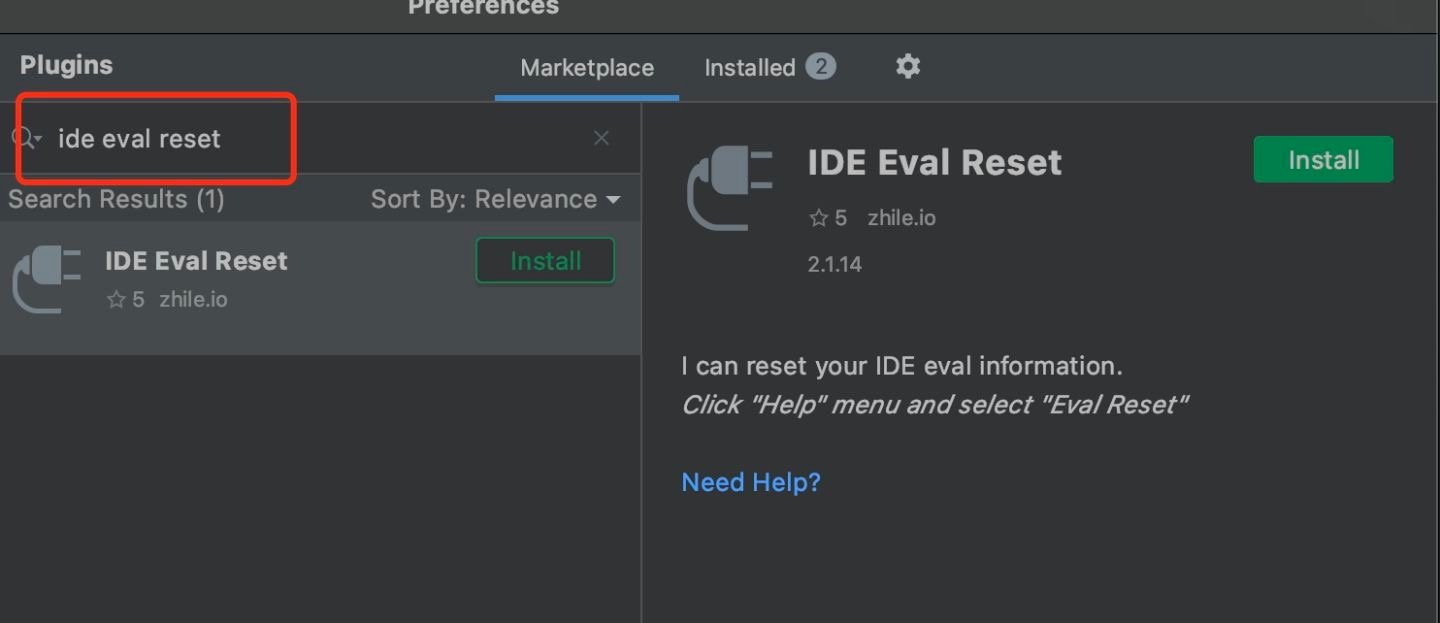 Preferences
Plugins
Marketplace
Installed 2
ide eval reset
Search Results (1)
Sort By: Relevance
IDE Eval Reset
Install
5 zhile.io
IDE Eval Reset
Install
5 zhile.io
2.1.14
I can reset your IDE eval information.
Click "Help" menu and select "Eval Reset"
Need Help?